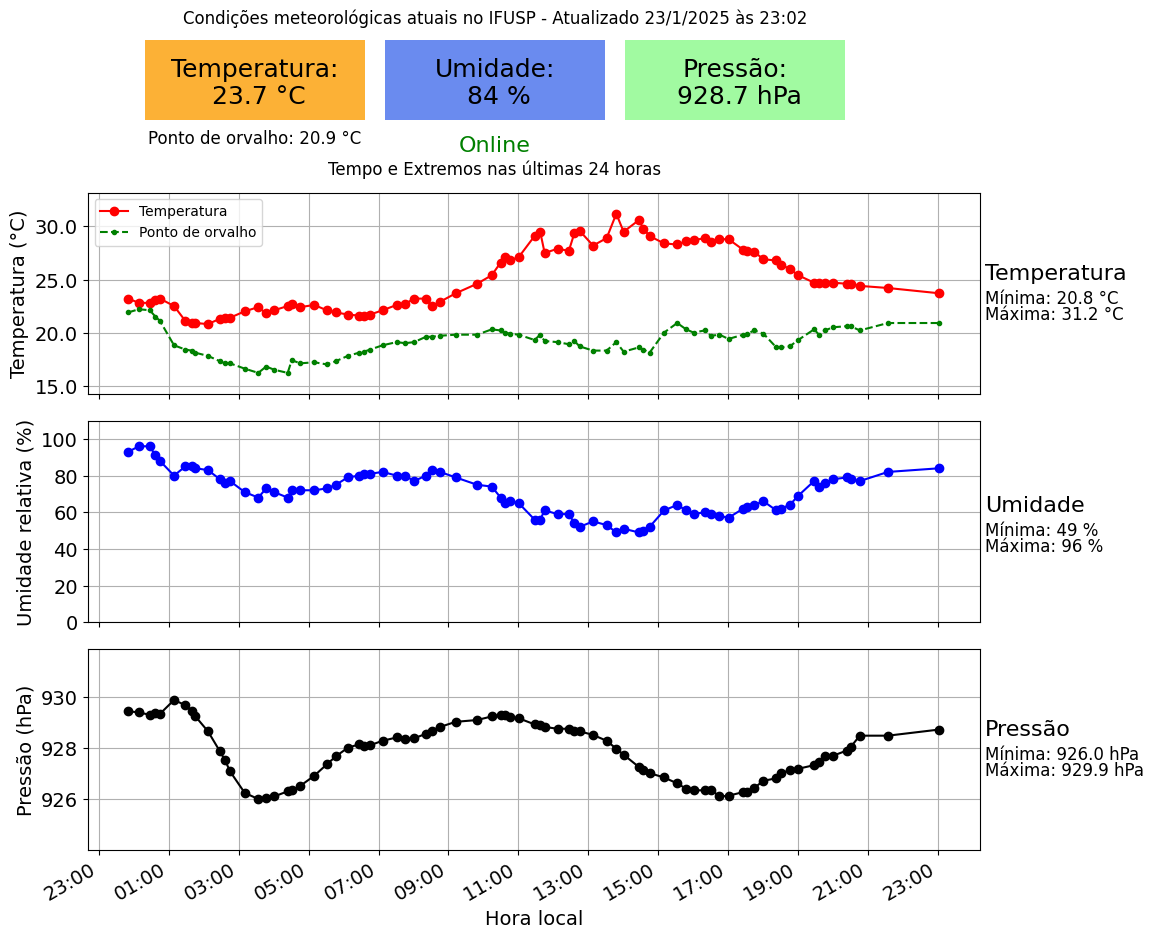 Condições meteorológicas atuais no IFUSP - Atualizado 23/1/2025 às 23:02
Temperatura:
23.7 °C
Umidade:
84 %
Pressão:
928.7 hPa
Ponto de orvalho: 20.9 °C
Online
Tempo e Extremos nas últimas 24 horas
Temperatura (°C)
30.0
25.0
20.0
15.0
Temperatura
Ponto de orvalho
Temperatura
Mínima: 20.8 °C
Máxima: 31.2 °C
Umidade relativa (%)
100
80
60
40
20
0
Umidade
Mínima: 49 %
Máxima: 96 %
Pressão (hPa)
930
928
926
Pressão
Mínima: 926.0 hPa
Máxima: 929.9 hPa
23:00 01:00 03:00 05:00 07:00 09:00 11:00 13:00 15:00 17:00 19:00 21:00 23:00
Hora local